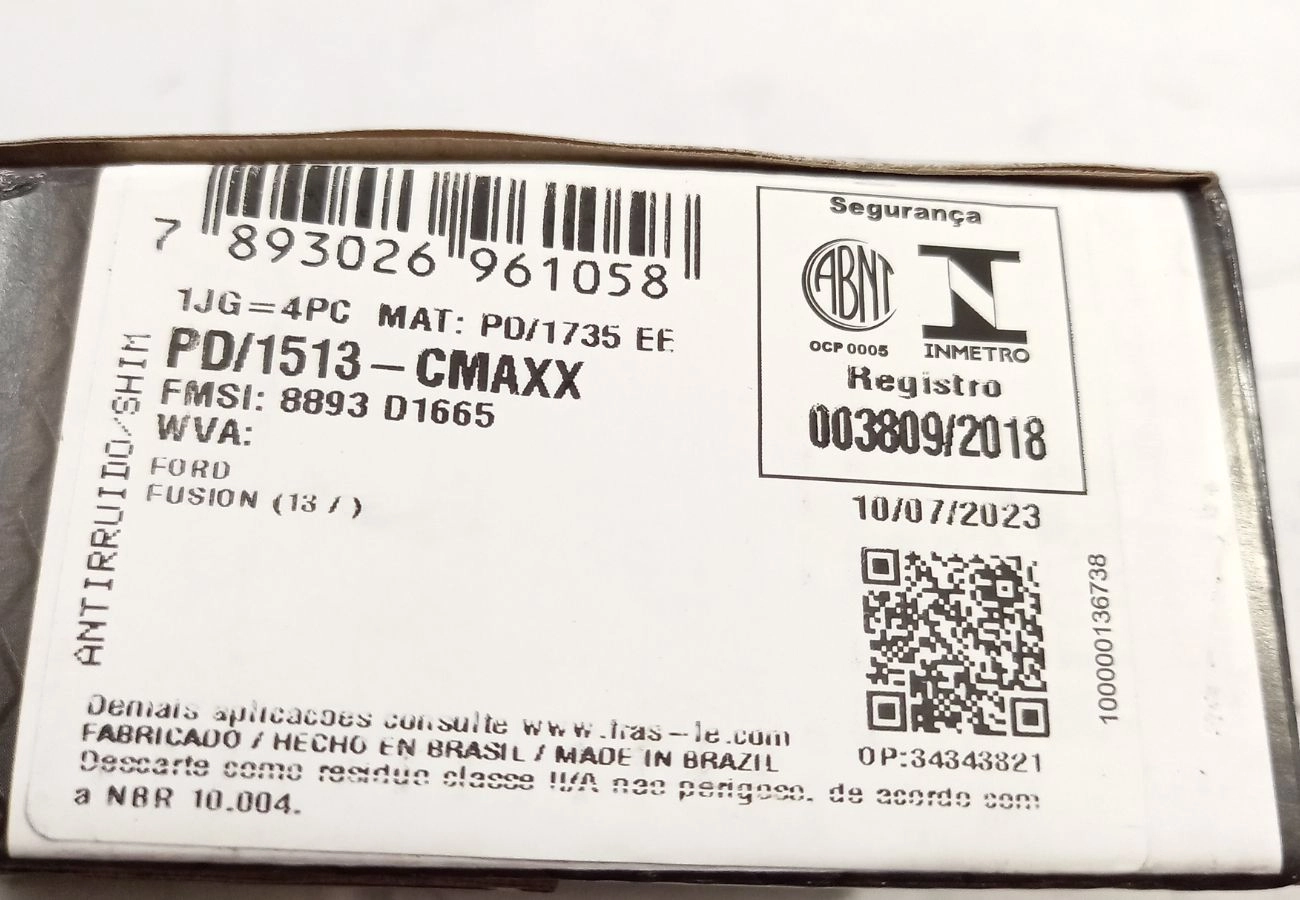 7 893026 961058
1JG=4PC MAT: PD/1735 EE
PD/1513-CMAXX
FMSI: 8893 D1665
WVA:
FORD
FUSION (13 / )
ANTIRRUIDO/SHIM
Segurança
ABNT
OCP 0005
INMETRO
Registro
003809/2018
10/07/2023
10000136738
OP:34343821
Demais aplicacoes consulte www.fras-le.com
FABRICADO / HECHO EN BRASIL / MADE IN BRAZIL
Descarte como residuo classe II/A nao perigoso, de acordo com
a NBR 10.004.